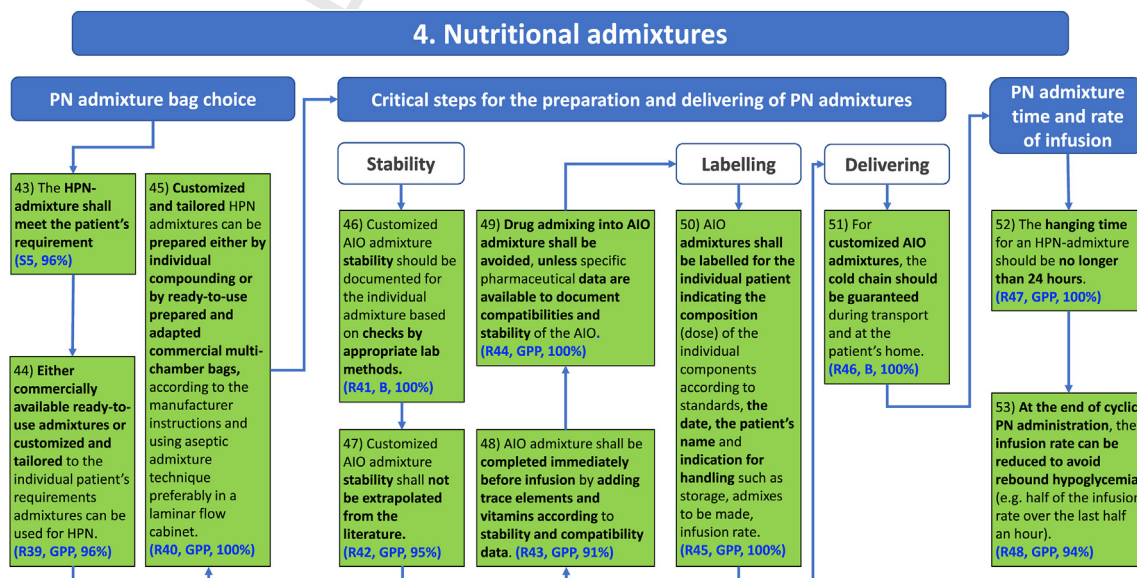 4. Nutritional admixtures
PN admixture bag choice
43) The HPN-
admixture shall
meet the patient's
requirement
(S5, 96%)
44) Either
commercially
available ready-to-
use admixtures or
customized and
tailored to the
individual patient's
requirements
admixtures can be
used for HPN.
(R39, GPP, 96%)
45) Customized
and tailored HPN
admixtures can be
prepared either by
individual
compounding or
by ready-to-use
prepared and
adapted
commercial multi-
chamber bags,
according to the
manufacturer
instructions and
using aseptic
admixture
technique
preferably in a
laminar flow
cabinet.
(R40, GPP, 100%)
Critical steps for the preparation and delivering of PN admixtures
Stability
46) Customized
AIO admixture
stability should be
documented for
the individual
admixture based
on checks by
appropriate lab
methods.
(R41, B, 100%)
47) Customized
AIO admixture
stability shall not
be extrapolated
from the
literature.
(R42, GPP, 95%)
48) AIO admixture shall be
completed immediately
before infusion by adding
trace elements and
vitamins according to
stability and compatibility
data. (R43, GPP, 91%)
49) Drug admixing into AIO
admixture shall be
avoided, unless specific
pharmaceutical data are
available to document
compatibilities and
stability of the AIO.
(R44, GPP, 100%)
Labelling
50) AIO
admixtures shall
be labelled for the
individual patient
indicating the
composition
(dose) of the
individual
components
according to
standards, the
date, the patient's
name and
indication for
handling such as
storage, admixes
to be made,
infusion rate.
(R45, GPP, 100%)
Delivering
51) For
customized AIO
admixtures, the
cold chain should
be guaranteed
during transport
and at the
patient's home.
(R46, B, 100%)
PN admixture
time and rate
of infusion
52) The hanging time
for an HPN-admixture
should be no longer
than 24 hours.
(R47, GPP, 100%)
53) At the end of cyclic
PN administration, the
infusion rate can be
reduced to avoid
rebound hypoglycemia
(e.g. half of the infusion
rate over the last half
an hour).
(R48, GPP, 94%)